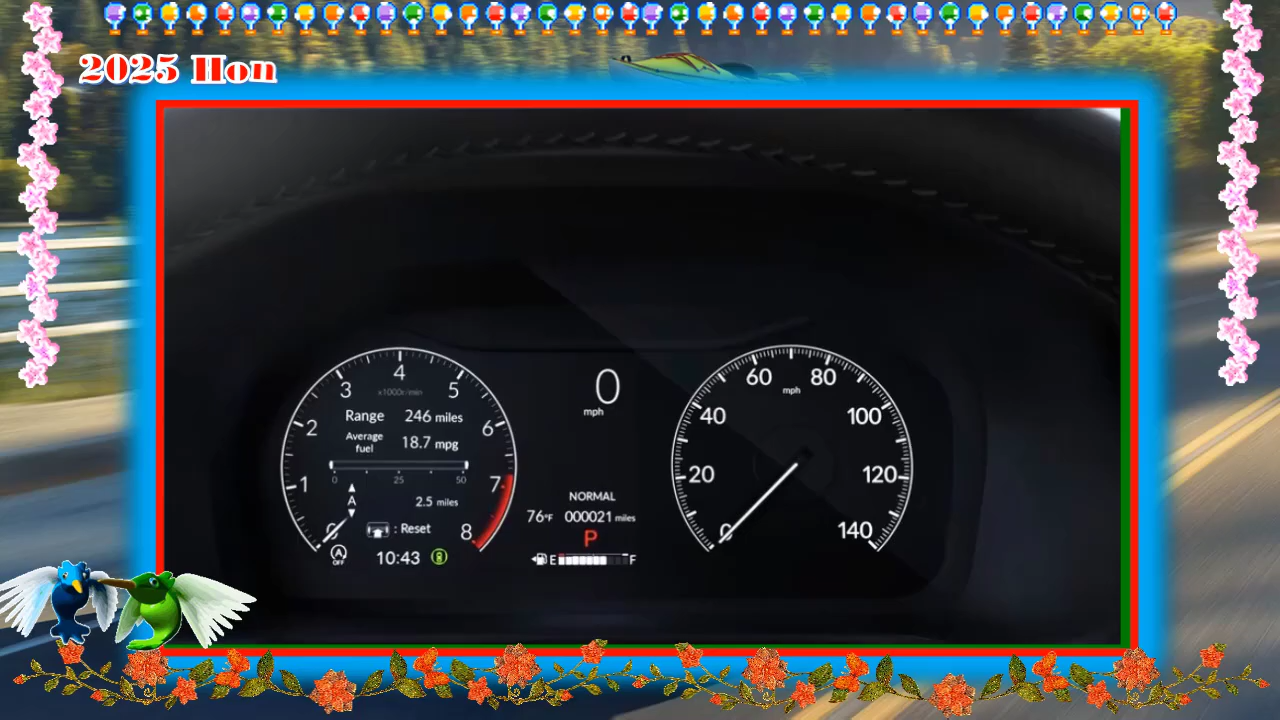 2025 Hon
0
1
2
3
4
5
6
7
8
x1000r/min
Range 246 miles
Average fuel 18.7 mpg
0 25 50
A
2.5 miles
: Reset
A OFF
10:43
0
mph
NORMAL
76°F 000021 miles
P
E F
0
20
40
60
80
100
120
140
mph